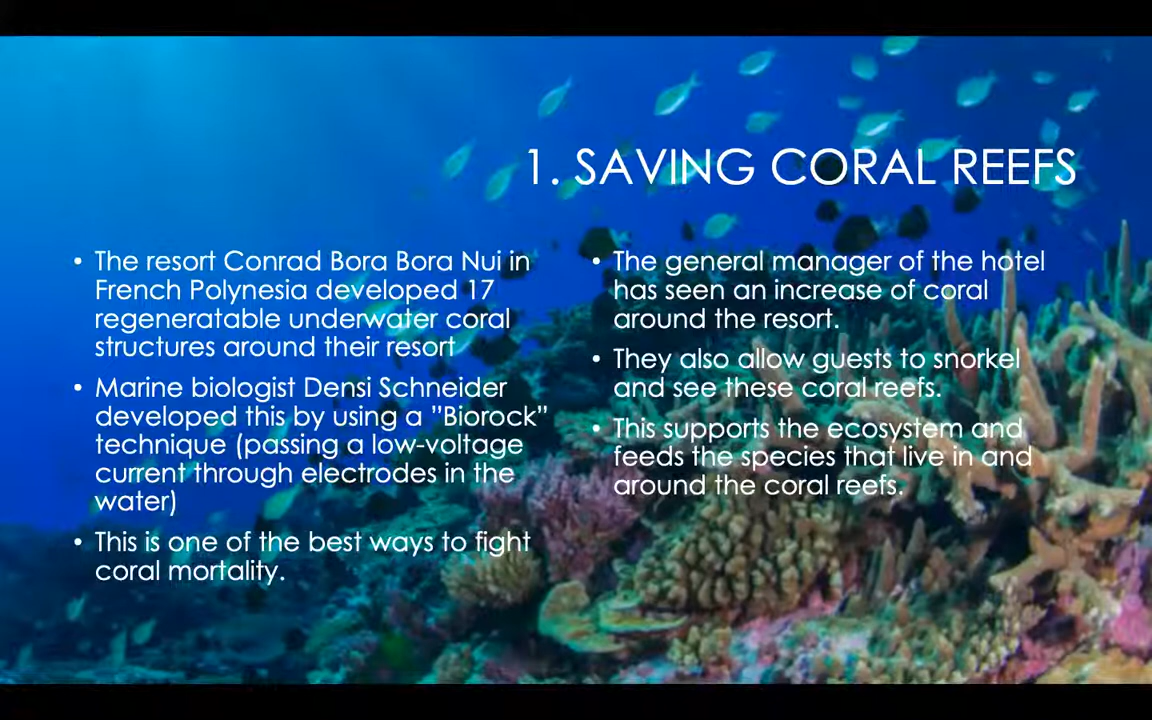 1. SAVING CORAL REEFS
• The resort Conrad Bora Bora Nui in
French Polynesia developed 17
regeneratable underwater coral
structures around their resort
• Marine biologist Densi Schneider
developed this by using a ”Biorock”
technique (passing a low-voltage
current through electrodes in the
water)
• This is one of the best ways to fight
coral mortality.
• The general manager of the hotel
has seen an increase of coral
around the resort.
• They also allow guests to snorkel
and see these coral reefs.
• This supports the ecosystem and
feeds the species that live in and
around the coral reefs.